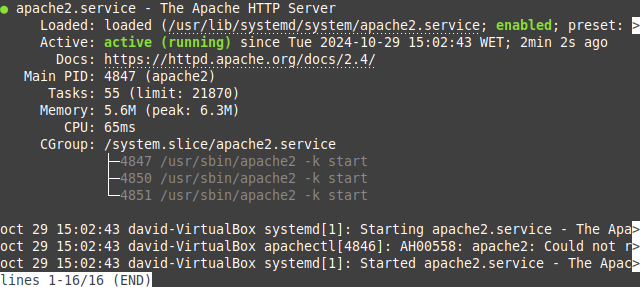 ● apache2.service - The Apache HTTP Server
Loaded: loaded (/usr/lib/systemd/system/apache2.service; enabled; preset: >
Active: active (running) since Tue 2024-10-29 15:02:43 WET; 2min 2s ago
Docs: https://httpd.apache.org/docs/2.4/
Main PID: 4847 (apache2)
Tasks: 55 (limit: 21870)
Memory: 5.6M (peak: 6.3M)
CPU: 65ms
CGroup: /system.slice/apache2.service
├─4847 /usr/sbin/apache2 -k start
├─4850 /usr/sbin/apache2 -k start
└─4851 /usr/sbin/apache2 -k start
oct 29 15:02:43 david-VirtualBox systemd[1]: Starting apache2.service - The Apa>
oct 29 15:02:43 david-VirtualBox apachectl[4846]: AH00558: apache2: Could not r>
oct 29 15:02:43 david-VirtualBox systemd[1]: Started apache2.service - The Apac>
lines 1-16/16 (END)